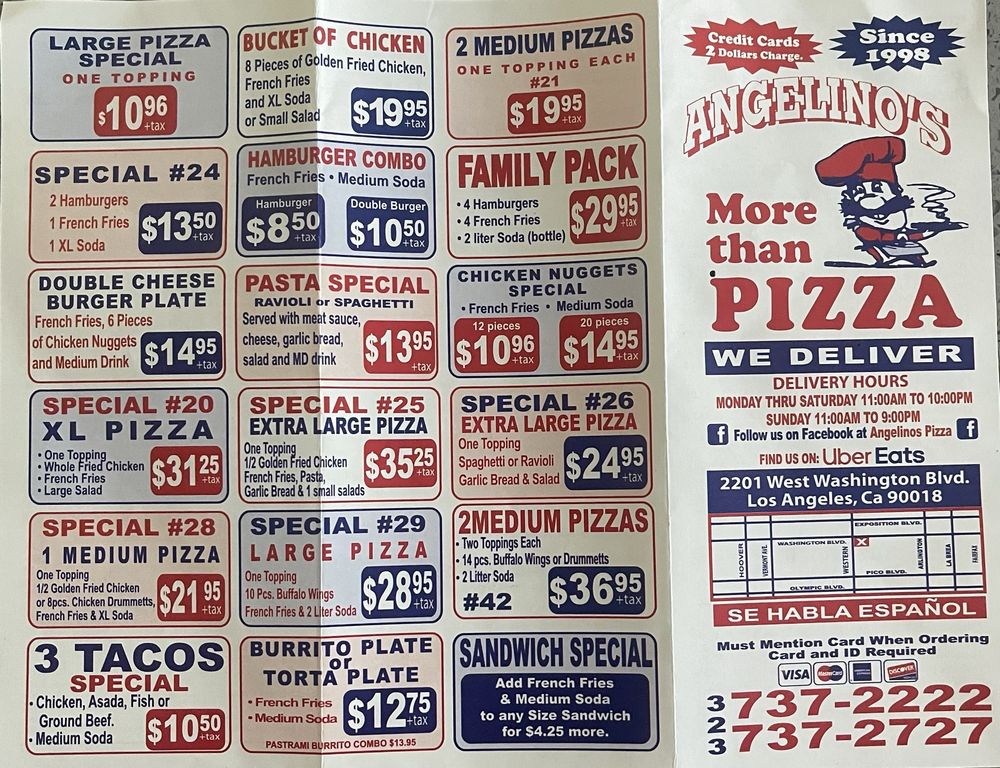 LARGE PIZZA
SPECIAL
ONE TOPPING
$10.96
+tax
BUCKET OF CHICKEN
8 Pieces of Golden Fried Chicken,
French Fries
and XL Soda
or Small Salad
$19.95
+tax
2 MEDIUM PIZZAS
ONE TOPPING EACH
#21
$19.95
+tax
SPECIAL #24
2 Hamburgers
1 French Fries
1 XL Soda
$13.50
+tax
HAMBURGER COMBO
French Fries • Medium Soda
Hamburger
$8.50
+tax
Double Burger
$10.50
+tax
FAMILY PACK
• 4 Hamburgers
• 4 French Fries
• 2 liter Soda (bottle)
$29.95
+tax
DOUBLE CHEESE
BURGER PLATE
French Fries, 6 Pieces
of Chicken Nuggets
and Medium Drink
$14.95
+tax
PASTA SPECIAL
RAVIOLI or SPAGHETTI
Served with meat sauce,
cheese, garlic bread,
salad and MD drink
$13.95
+tax
CHICKEN NUGGETS
SPECIAL
• French Fries • Medium Soda
12 pieces
$10.96
+tax
20 pieces
$14.95
+tax
SPECIAL #20
XL PIZZA
• One Topping
• Whole Fried Chicken
• French Fries
• Large Salad
$31.25
+tax
SPECIAL #25
EXTRA LARGE PIZZA
One Topping
1/2 Golden Fried Chicken
French Fries, Pasta,
Garlic Bread & 1 small salads
$35.25
+tax
SPECIAL #26
EXTRA LARGE PIZZA
One Topping
Spaghetti or Ravioli
Garlic Bread & Salad
$24.95
+tax
SPECIAL #28
1 MEDIUM PIZZA
One Topping
1/2 Golden Fried Chicken
or 8pcs. Chicken Drummetts,
French Fries & XL Soda
$21.95
+tax
SPECIAL #29
LARGE PIZZA
One Topping
10 Pcs. Buffalo Wings
French Fries & 2 Liter Soda
$28.95
+tax
2MEDIUM PIZZAS
• Two Toppings Each
• 14 pcs. Buffalo Wings or Drummetts
• 2 Litter Soda
#42
$36.95
+tax
3 TACOS
SPECIAL
• Chicken, Asada, Fish or
Ground Beef.
• Medium Soda
$10.50
+tax
BURRITO PLATE
or
TORTA PLATE
• French Fries
• Medium Soda
$12.75
+tax
PASTRAMI BURRITO COMBO $13.95
SANDWICH SPECIAL
Add French Fries
& Medium Soda
to any Size Sandwich
for $4.25 more.
Credit Cards
2 Dollars Charge.
Since
1998
ANGELINO'S
More
than
PIZZA
WE DELIVER
DELIVERY HOURS
MONDAY THRU SATURDAY 11:00AM TO 10:00PM
SUNDAY 11:00AM TO 9:00PM
f Follow us on Facebook at Angelinos Pizza f
FIND US ON: Uber Eats
2201 West Washington Blvd.
Los Angeles, Ca 90018
EXPOSITION BLVD.
WASHINGTON BLVD. X
HOOVER
VERMONT AVE.
WESTERN
ARLINGTON
LA BREA
FAIRFAX
PICO BLVD.
OLYMPIC BLVD.
SE HABLA ESPAÑOL
Must Mention Card When Ordering
Card and ID Required
VISA MasterCard DISCOVER
323
737-2222
737-2727